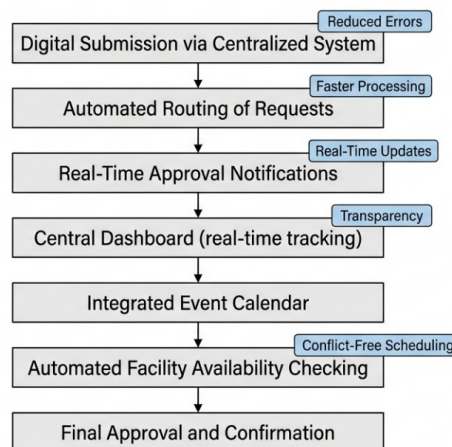 Reduced Errors
Digital Submission via Centralized System
Faster Processing
Automated Routing of Requests
Real-Time Updates
Real-Time Approval Notifications
Transparency
Central Dashboard (real-time tracking)
Integrated Event Calendar
Conflict-Free Scheduling
Automated Facility Availability Checking
Final Approval and Confirmation